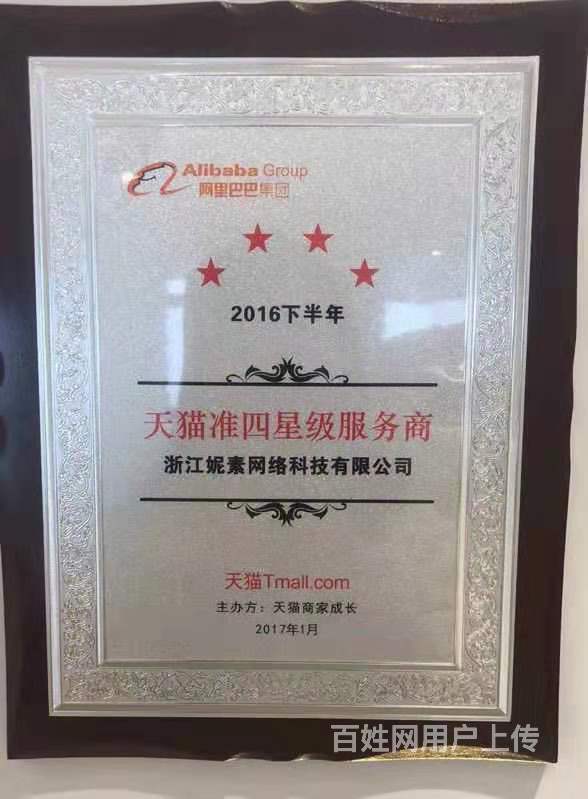 Alibaba Group
阿里巴巴集团
2016下半年
天猫准四星级服务商
浙江妮素网络科技有限公司
天猫Tmall.com
主办方：天猫商家成长
2017年1月
百姓网用户上传